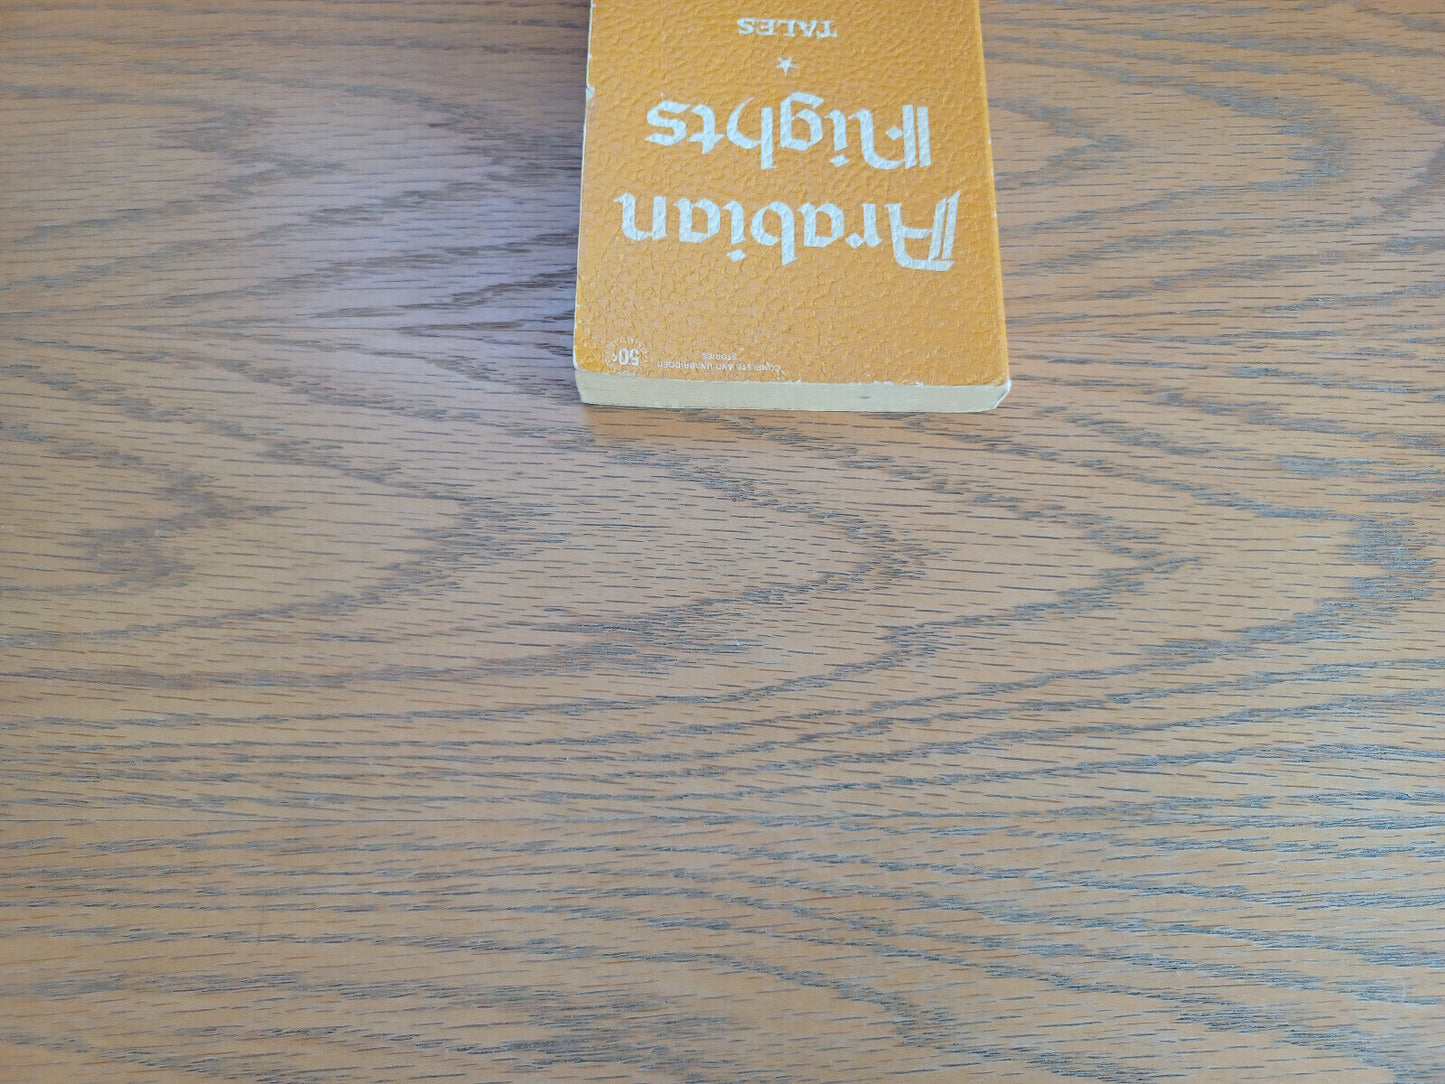 50¢
COMPLETE AND UNABRIDGED
STORIES
Arabian
Nights
TALES